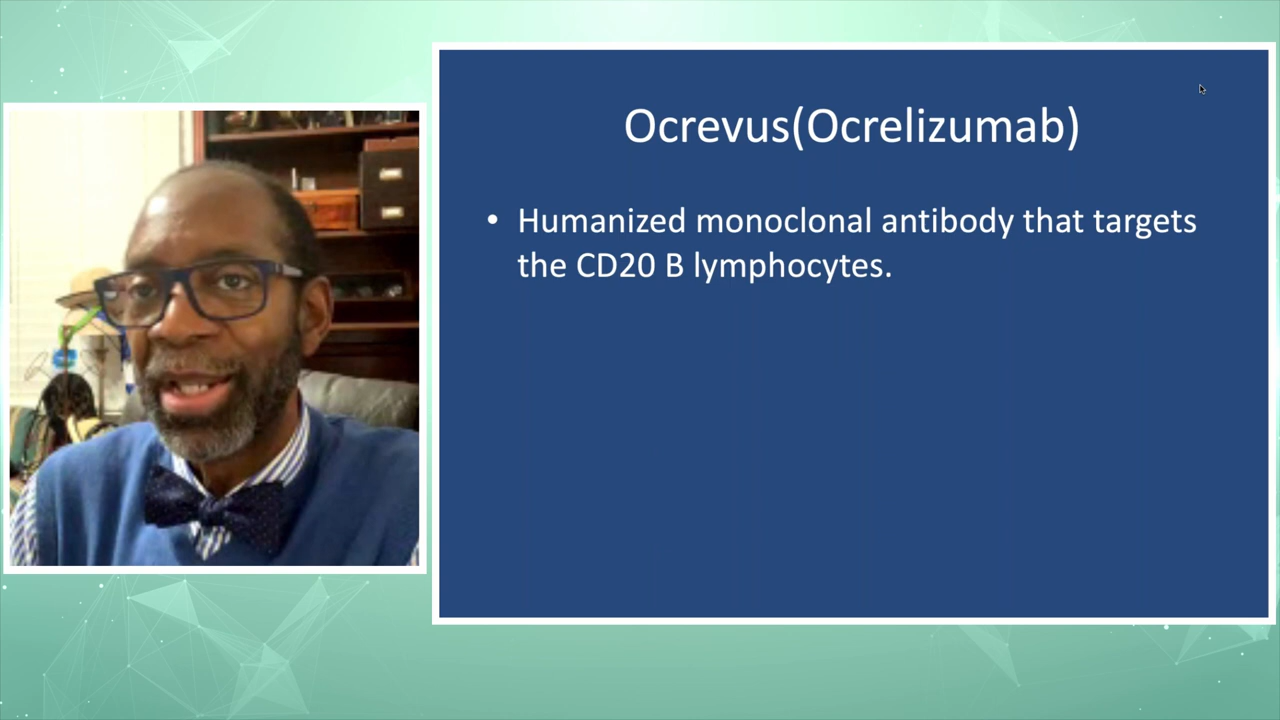 Ocrevus(Ocrelizumab)
• Humanized monoclonal antibody that targets
the CD20 B lymphocytes.